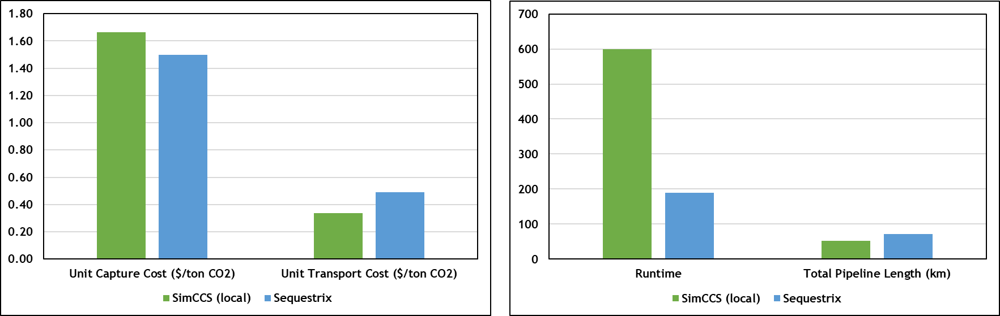 1.80
1.60
1.40
1.20
1.00
0.80
0.60
0.40
0.20
0.00
Unit Capture Cost ($/ton CO2)
Unit Transport Cost ($/ton CO2)
SimCCS (local)
Sequestrix
700
600
500
400
300
200
100
0
Runtime
Total Pipeline Length (km)
SimCCS (local)
Sequestrix